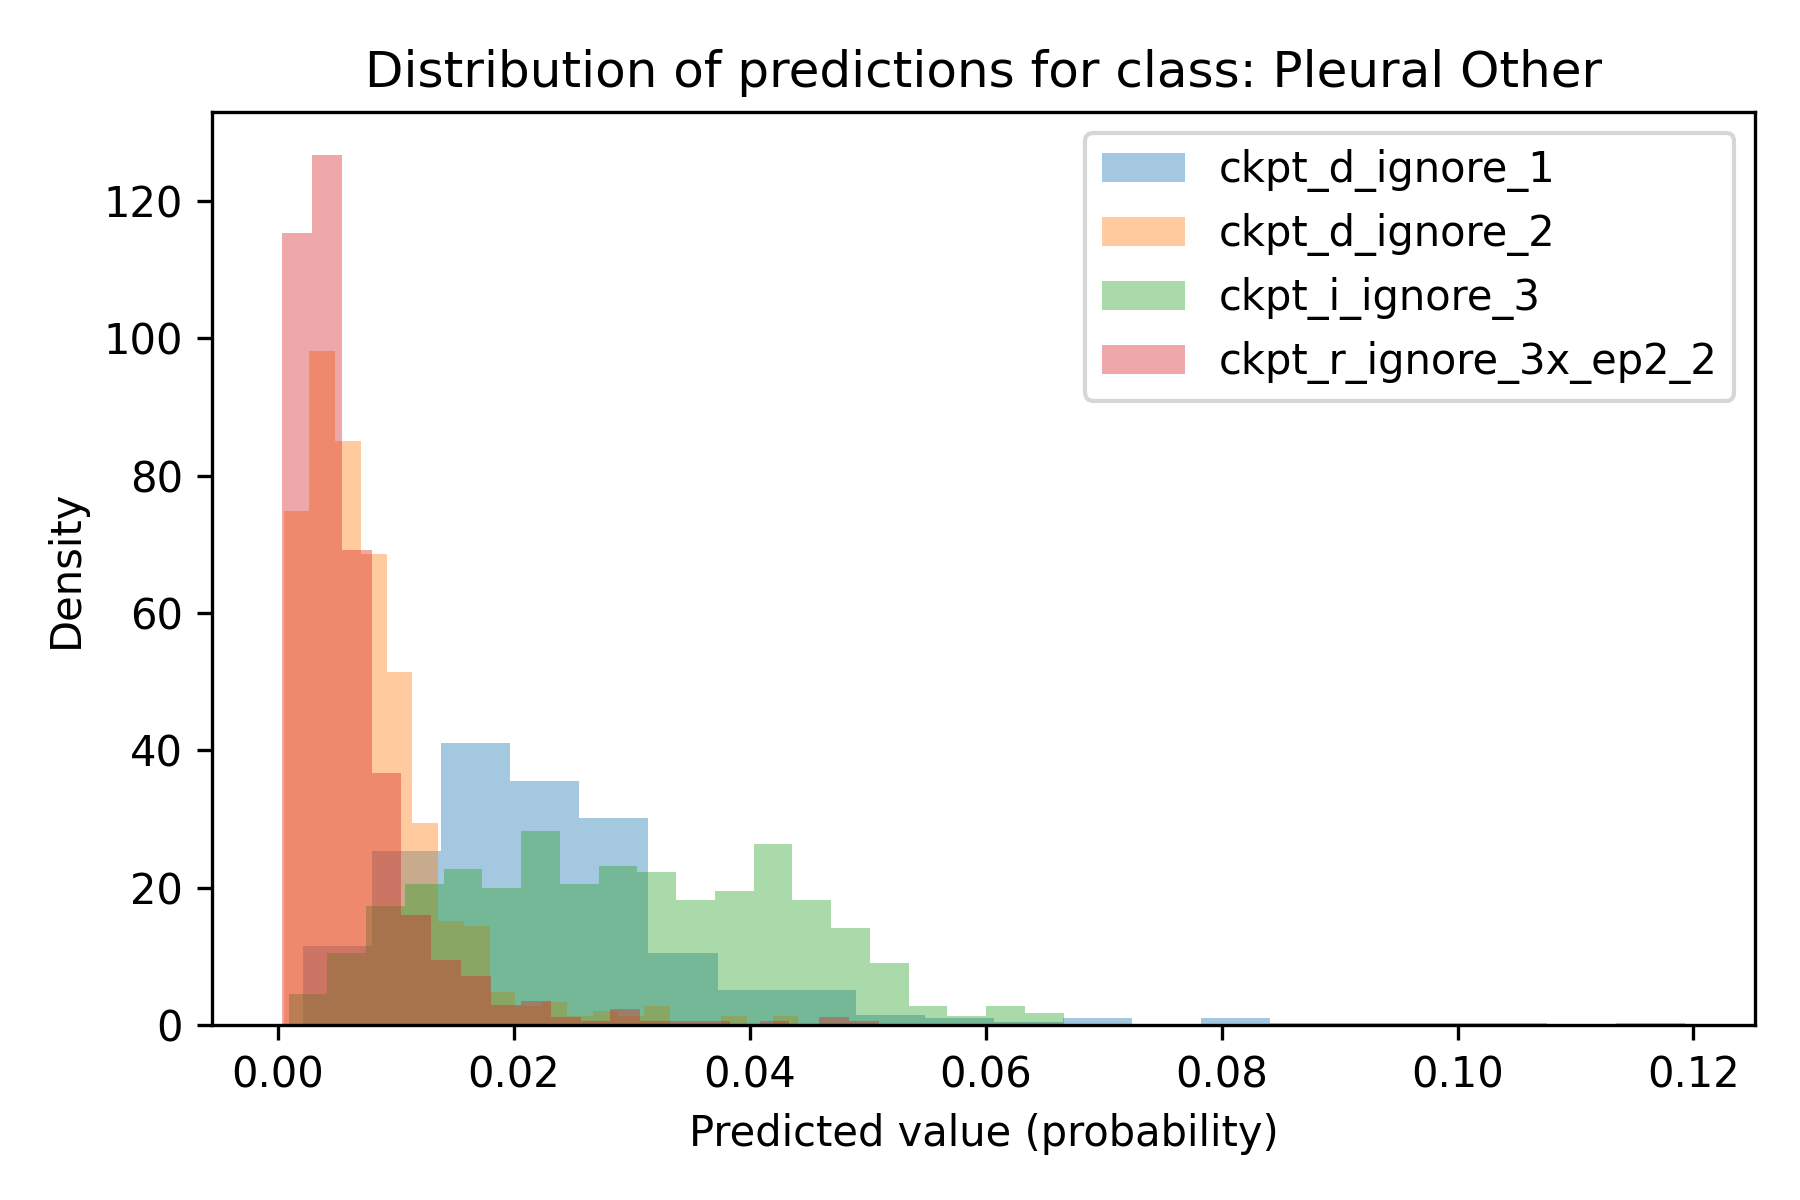 Distribution of predictions for class: Pleural Other
ckpt_d_ignore_1
ckpt_d_ignore_2
ckpt_i_ignore_3
ckpt_r_ignore_3x_ep2_2
120
100
80
60
40
20
0
Density
0.00 0.02 0.04 0.06 0.08 0.10 0.12
Predicted value (probability)